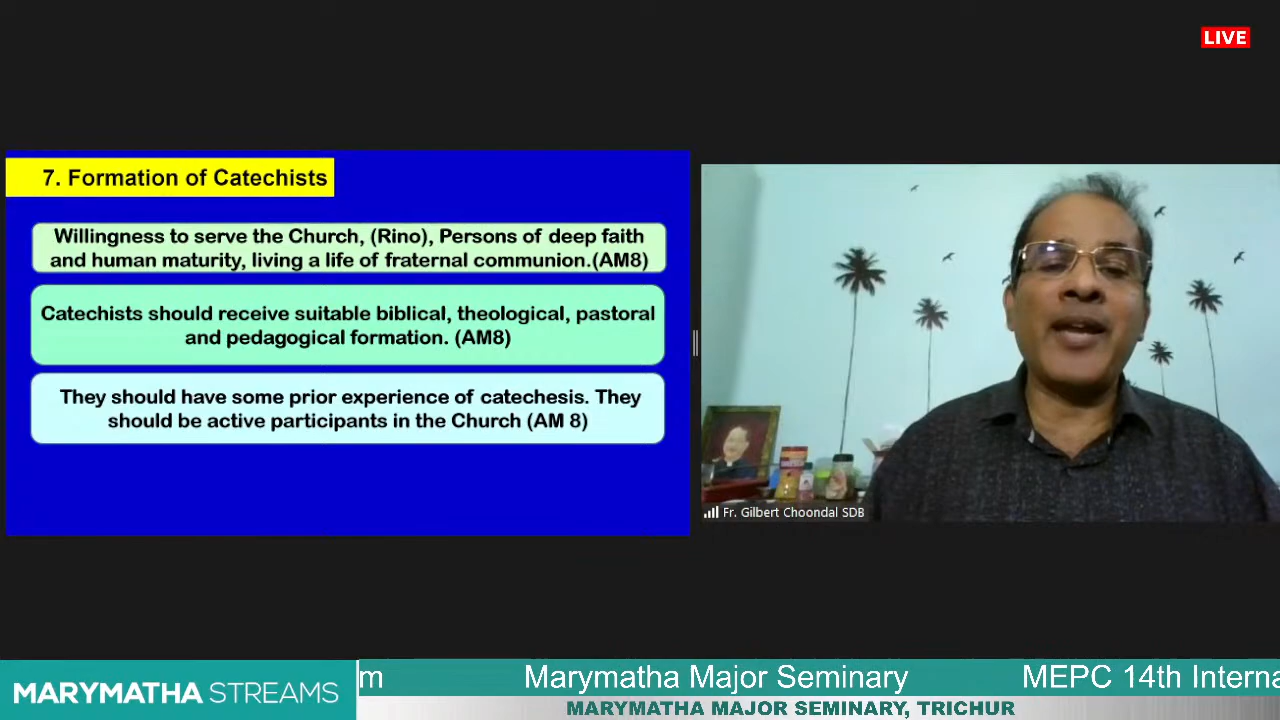 LIVE
7. Formation of Catechists
Willingness to serve the Church, (Rino), Persons of deep faith
and human maturity, living a life of fraternal communion.(AM8)
Catechists should receive suitable biblical, theological, pastoral
and pedagogical formation. (AM8)
They should have some prior experience of catechesis. They
should be active participants in the Church (AM 8)
Fr. Gilbert Choondal SDB
m Marymatha Major Seminary MEPC 14th Interna
MARYMATHA STREAMS
MARYMATHA MAJOR SEMINARY, TRICHUR